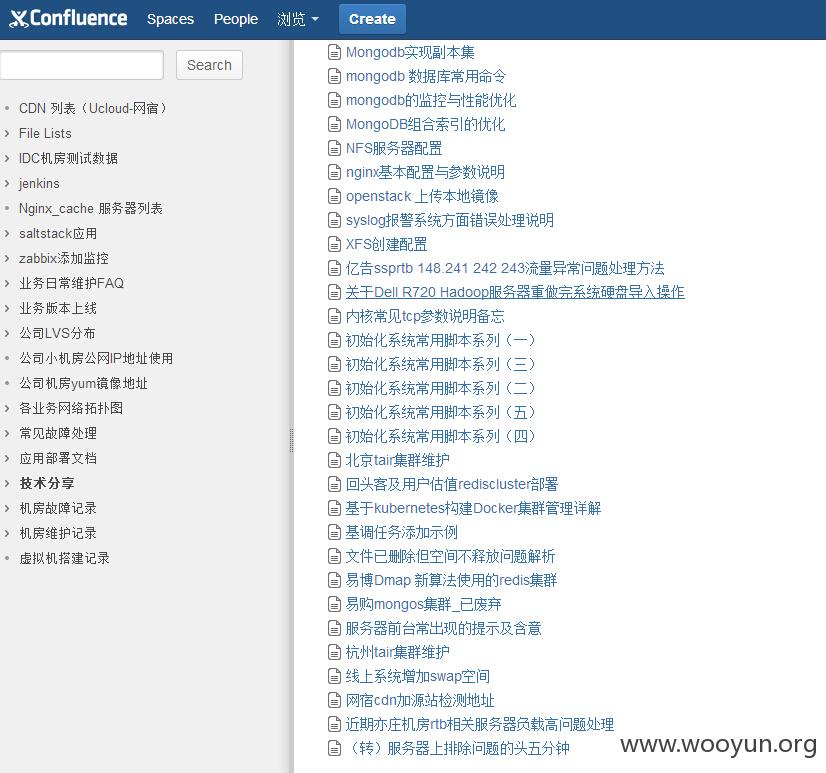 Confluence Spaces People 浏览 Create
Search
CDN 列表（Ucloud-网宿）
File Lists
IDC机房测试数据
jenkins
Nginx_cache 服务器列表
saltstack应用
zabbix添加监控
业务日常维护FAQ
业务版本上线
公司LVS分布
公司小机房公网IP地址使用
公司机房yum镜像地址
各业务网络拓扑图
常见故障处理
应用部署文档
技术分享
机房故障记录
机房维护记录
虚拟机搭建记录
Mongodb实现副本集
mongodb 数据库常用命令
mongodb的监控与性能优化
MongoDB组合索引的优化
NFS服务器配置
nginx基本配置与参数说明
openstack 上传本地镜像
syslog报警系统方面错误处理说明
XFS创建配置
亿告ssprtb 148.241 242 243流量异常问题处理方法
关于Dell R720 Hadoop服务器重做完系统硬盘导入操作
内核常见tcp参数说明备忘
初始化系统常用脚本系列（一）
初始化系统常用脚本系列（三）
初始化系统常用脚本系列（二）
初始化系统常用脚本系列（五）
初始化系统常用脚本系列（四）
北京tair集群维护
回头客及用户估值rediscluster部署
基于kubernetes构建Docker集群管理详解
基调任务添加示例
文件已删除但空间不释放问题解析
易博Dmap 新算法使用的redis集群
易购mongos集群_已废弃
服务器前台常出现的提示及含意
杭州tair集群维护
线上系统增加swap空间
网宿cdn加源站检测地址
近期亦庄机房rtb相关服务器负载高问题处理
（转）服务器上排除问题的头五分钟
www.wooyun.org